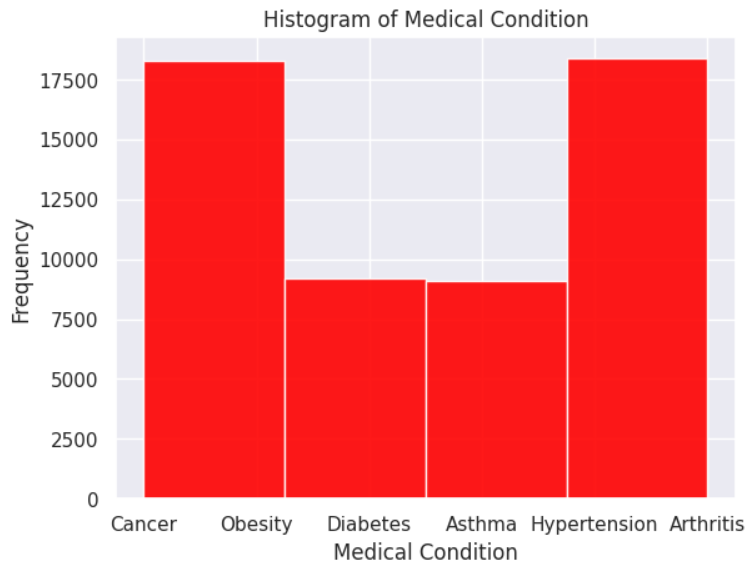 Histogram of Medical Condition
17500
15000
12500
10000
7500
5000
2500
0
Frequency
Cancer Obesity Diabetes Asthma Hypertension Arthritis
Medical Condition